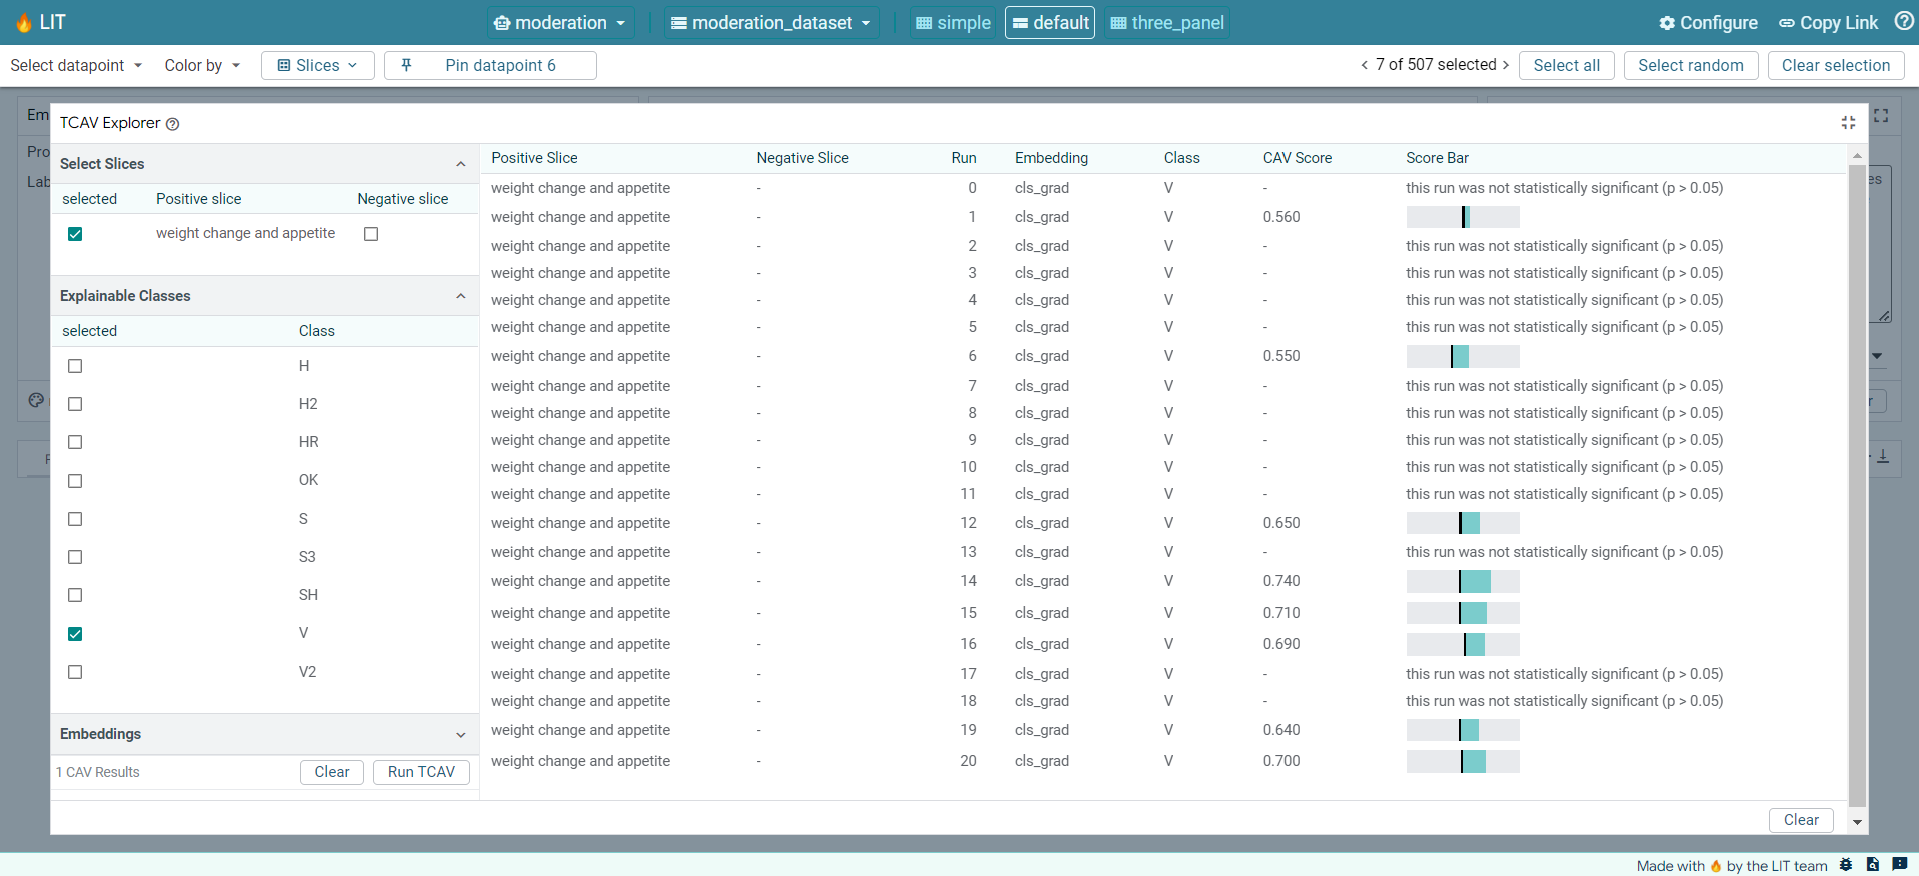 LIT moderation moderation_dataset simple default three_panel Configure Copy Link
Select datapoint Color by Slices Pin datapoint 6 7 of 507 selected Select all Select random Clear selection
Em
Pro
Lab
es
TCAV Explorer
Select Slices
selected Positive slice Negative slice
weight change and appetite
Explainable Classes
selected Class
H
H2
HR
OK
S
S3
SH
V
V2
Embeddings
1 CAV Results Clear Run TCAV
Positive Slice Negative Slice Run Embedding Class CAV Score Score Bar
weight change and appetite - 0 cls_grad V - this run was not statistically significant (p > 0.05)
weight change and appetite - 1 cls_grad V 0.560
weight change and appetite - 2 cls_grad V - this run was not statistically significant (p > 0.05)
weight change and appetite - 3 cls_grad V - this run was not statistically significant (p > 0.05)
weight change and appetite - 4 cls_grad V - this run was not statistically significant (p > 0.05)
weight change and appetite - 5 cls_grad V - this run was not statistically significant (p > 0.05)
weight change and appetite - 6 cls_grad V 0.550
weight change and appetite - 7 cls_grad V - this run was not statistically significant (p > 0.05)
weight change and appetite - 8 cls_grad V - this run was not statistically significant (p > 0.05)
weight change and appetite - 9 cls_grad V - this run was not statistically significant (p > 0.05)
weight change and appetite - 10 cls_grad V - this run was not statistically significant (p > 0.05)
weight change and appetite - 11 cls_grad V - this run was not statistically significant (p > 0.05)
weight change and appetite - 12 cls_grad V 0.650
weight change and appetite - 13 cls_grad V - this run was not statistically significant (p > 0.05)
weight change and appetite - 14 cls_grad V 0.740
weight change and appetite - 15 cls_grad V 0.710
weight change and appetite - 16 cls_grad V 0.690
weight change and appetite - 17 cls_grad V - this run was not statistically significant (p > 0.05)
weight change and appetite - 18 cls_grad V - this run was not statistically significant (p > 0.05)
weight change and appetite - 19 cls_grad V 0.640
weight change and appetite - 20 cls_grad V 0.700
Clear
Made with by the LIT team